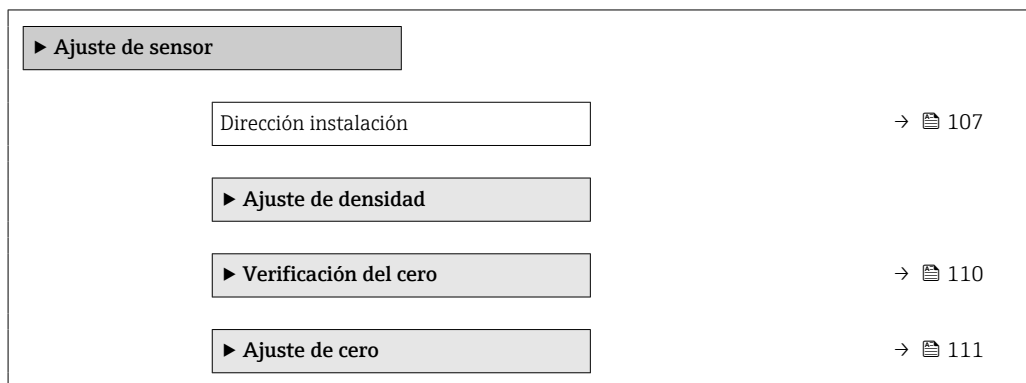 ▶ Ajuste de sensor
Dirección instalación → 107
▶ Ajuste de densidad
▶ Verificación del cero → 110
▶ Ajuste de cero → 111